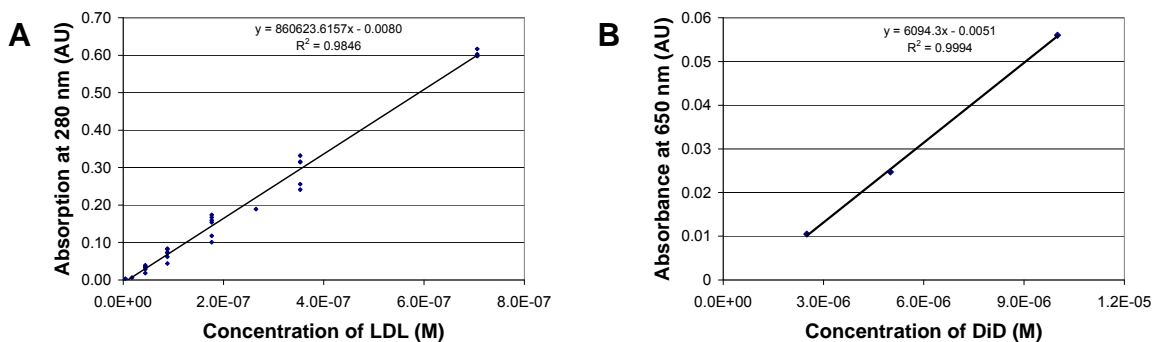 A
Absorption at 280 nm (AU)
y = 860623.6157x - 0.0080
R² = 0.9846
0.70
0.60
0.50
0.40
0.30
0.20
0.10
0.00
0.0E+00 2.0E-07 4.0E-07 6.0E-07 8.0E-07
Concentration of LDL (M)
B
Absorbance at 650 nm (AU)
y = 6094.3x - 0.0051
R² = 0.9994
0.06
0.05
0.04
0.03
0.02
0.01
0
0.0E+00 3.0E-06 6.0E-06 9.0E-06 1.2E-05
Concentration of DiD (M)